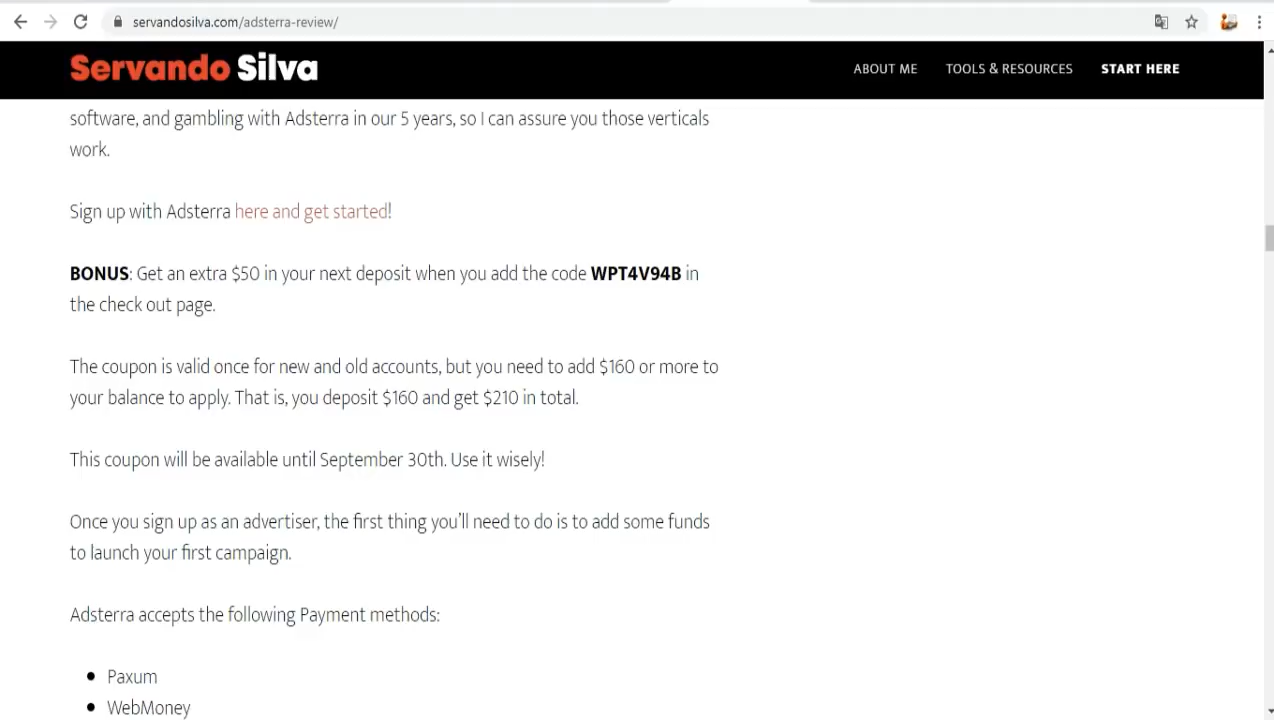 servandosilva.com/adsterra-review/
Servando Silva
ABOUT ME
TOOLS & RESOURCES
START HERE
software, and gambling with Adsterra in our 5 years, so I can assure you those verticals
work.
Sign up with Adsterra here and get started!
BONUS: Get an extra $50 in your next deposit when you add the code WPT4V94B in
the check out page.
The coupon is valid once for new and old accounts, but you need to add $160 or more to
your balance to apply. That is, you deposit $160 and get $210 in total.
This coupon will be available until September 30th. Use it wisely!
Once you sign up as an advertiser, the first thing you’ll need to do is to add some funds
to launch your first campaign.
Adsterra accepts the following Payment methods:
Paxum
WebMoney